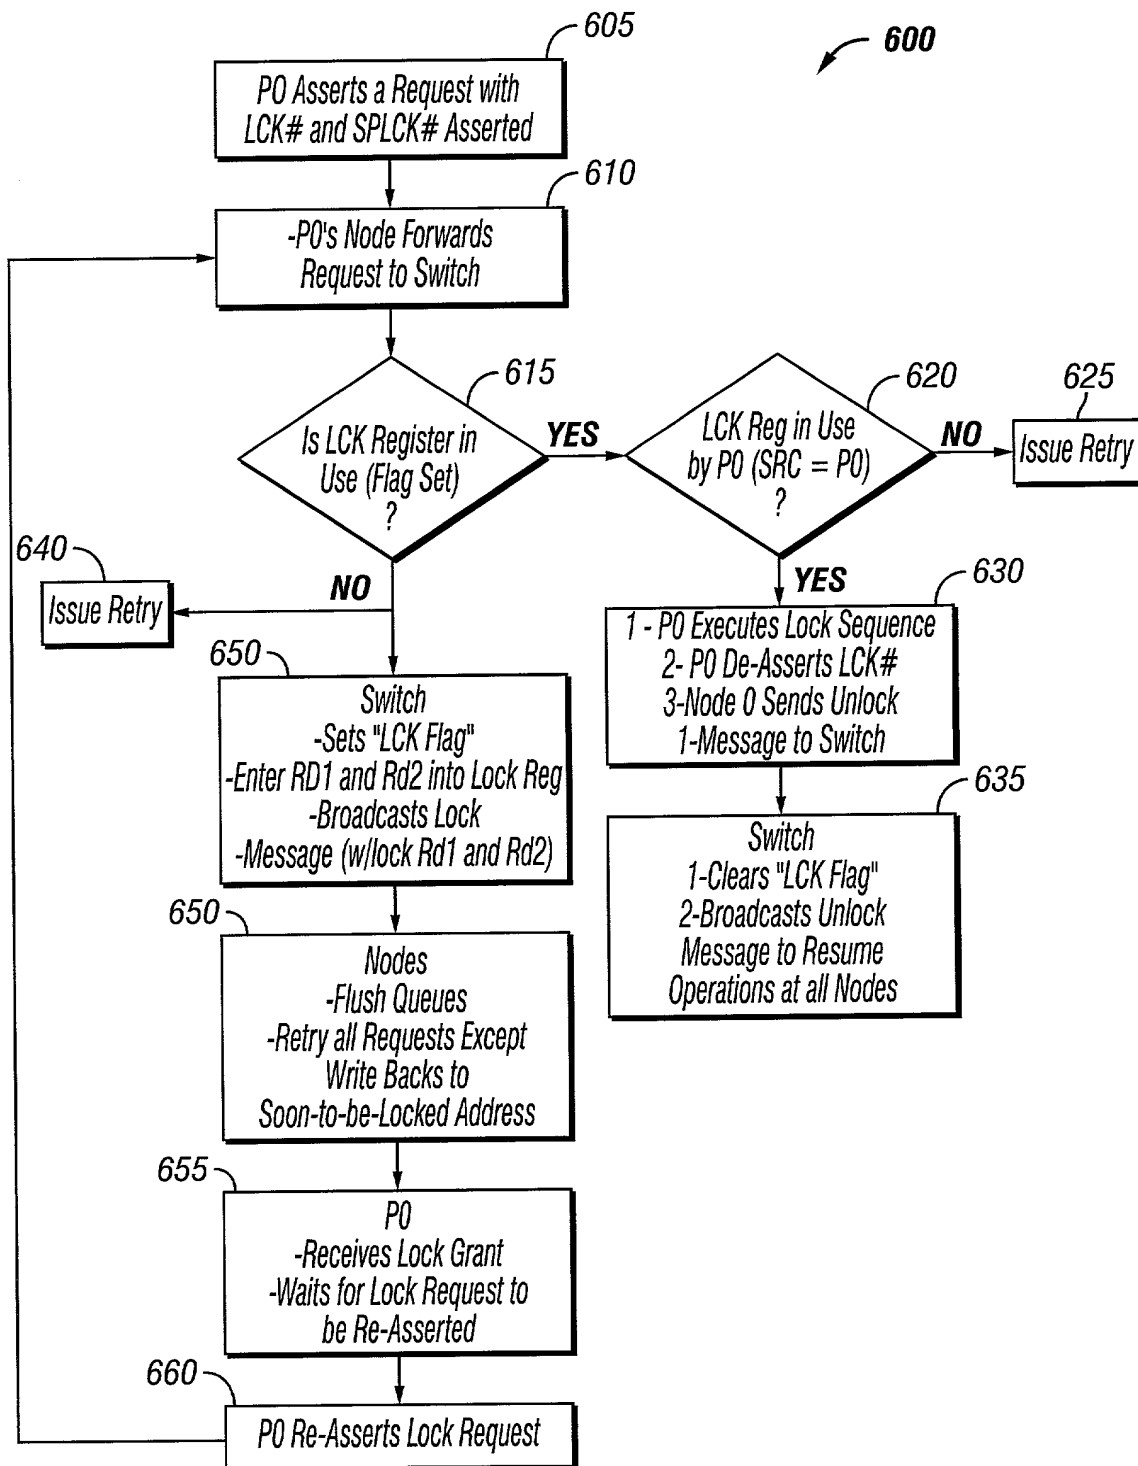 600
605
P0 Asserts a Request with
LCK# and SPLCK# Asserted
610
-P0's Node Forwards
Request to Switch
615
Is LCK Register in
Use (Flag Set)
?
YES
620
LCK Reg in Use
by P0 (SRC = P0)
?
NO
625
Issue Retry
640
Issue Retry
NO
YES
630
1 - P0 Executes Lock Sequence
2- P0 De-Asserts LCK#
3-Node 0 Sends Unlock
1-Message to Switch
650
Switch
-Sets "LCK Flag"
-Enter RD1 and Rd2 into Lock Reg
-Broadcasts Lock
-Message (w/lock Rd1 and Rd2)
635
Switch
1-Clears "LCK Flag"
2-Broadcasts Unlock
Message to Resume
Operations at all Nodes
650
Nodes
-Flush Queues
-Retry all Requests Except
Write Backs to
Soon-to-be-Locked Address
655
P0
-Receives Lock Grant
-Waits for Lock Request to
be Re-Asserted
660
P0 Re-Asserts Lock Request